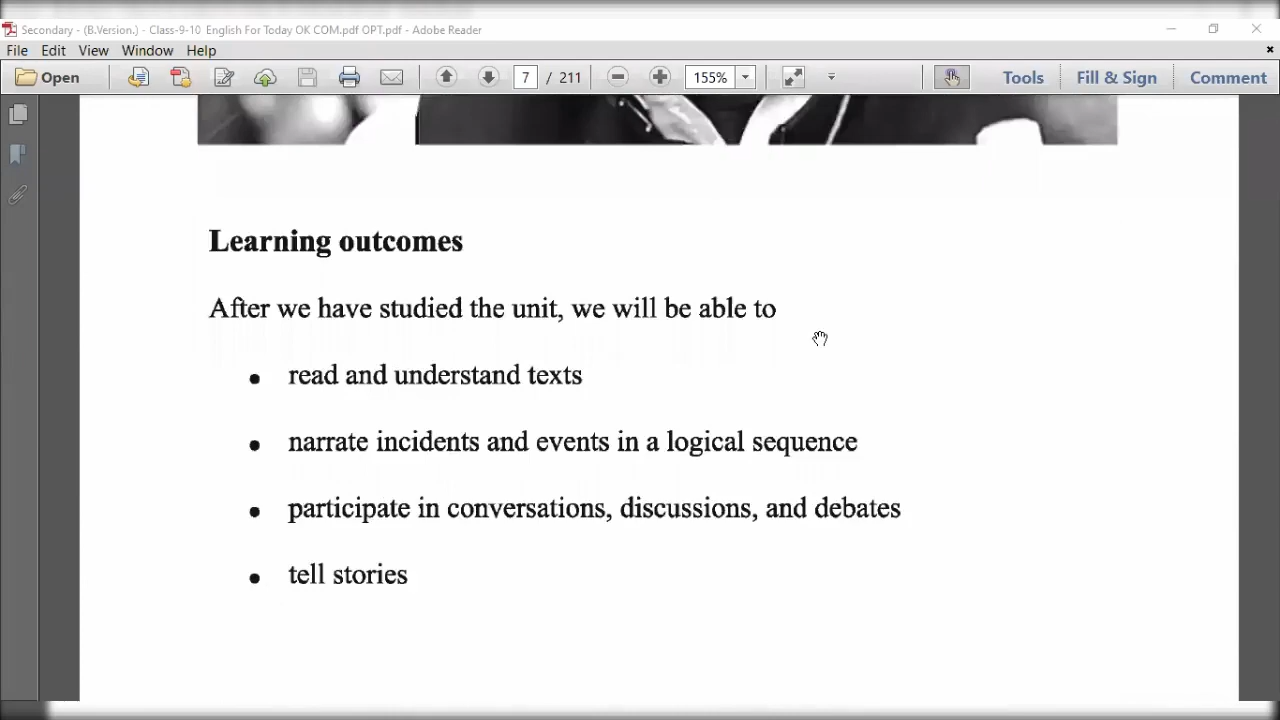 Secondary - (B.Version.) - Class-9-10 English For Today OK COM.pdf OPT.pdf - Adobe Reader
File Edit View Window Help
Open 7 / 211 155% Tools Fill & Sign Comment
Learning outcomes
After we have studied the unit, we will be able to
• read and understand texts
• narrate incidents and events in a logical sequence
• participate in conversations, discussions, and debates
• tell stories